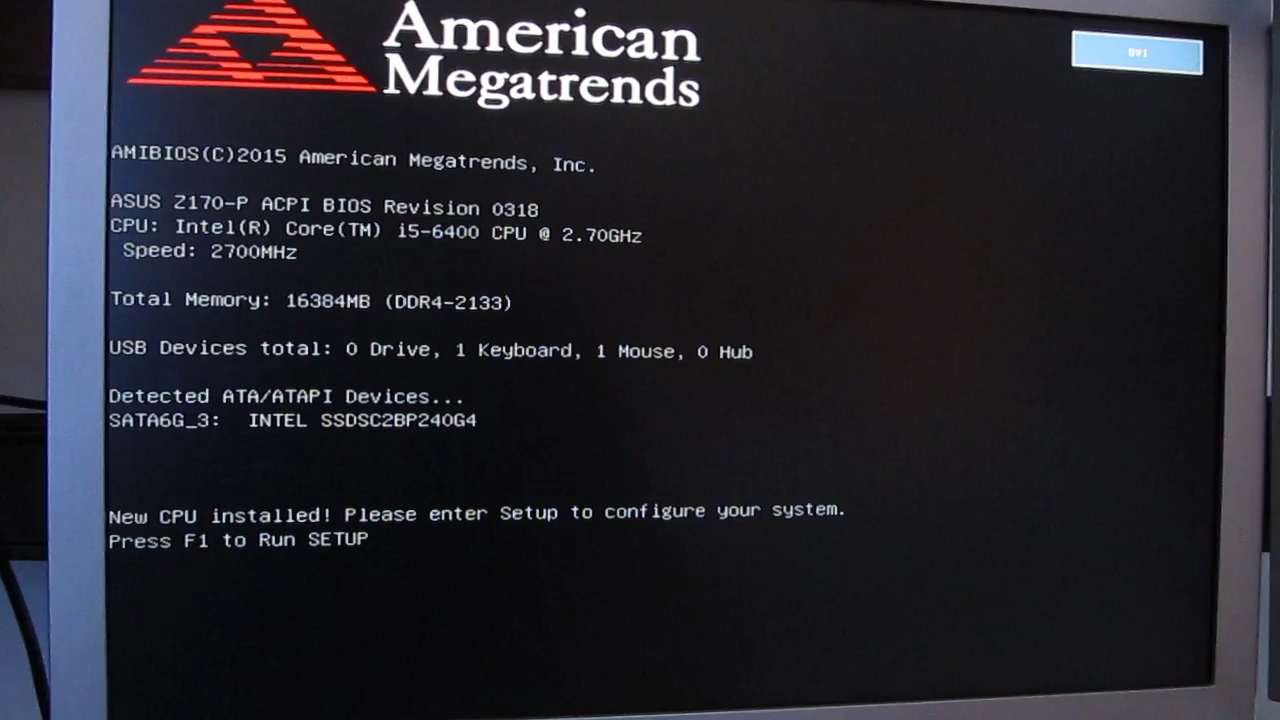 American
Megatrends
DVI
AMIBIOS(C)2015 American Megatrends, Inc.
ASUS Z170-P ACPI BIOS Revision 0318
CPU: Intel(R) Core(TM) i5-6400 CPU @ 2.70GHz
Speed: 2700MHz
Total Memory: 16384MB (DDR4-2133)
USB Devices total: 0 Drive, 1 Keyboard, 1 Mouse, 0 Hub
Detected ATA/ATAPI Devices...
SATA6G_3: INTEL SSDSC2BP240G4
New CPU installed! Please enter Setup to configure your system.
Press F1 to Run SETUP